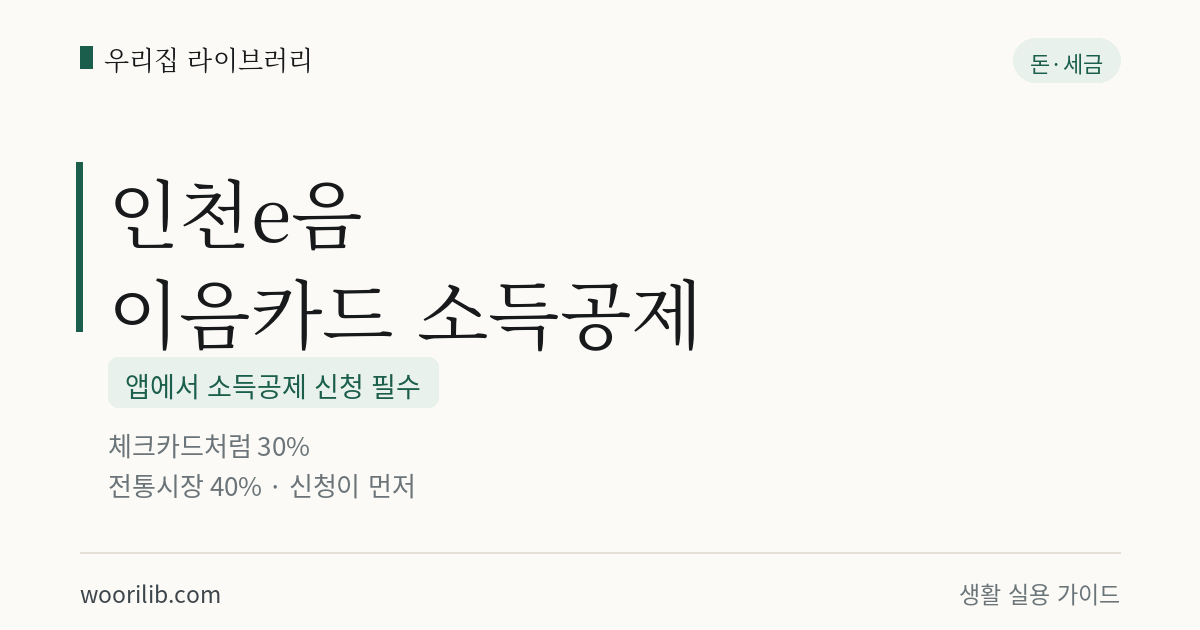 우리집 라이브러리
돈·세금
인천e음
이음카드 소득공제
앱에서 소득공제 신청 필수
체크카드처럼 30%
전통시장 40% · 신청이 먼저
woorilib.com
생활 실용 가이드